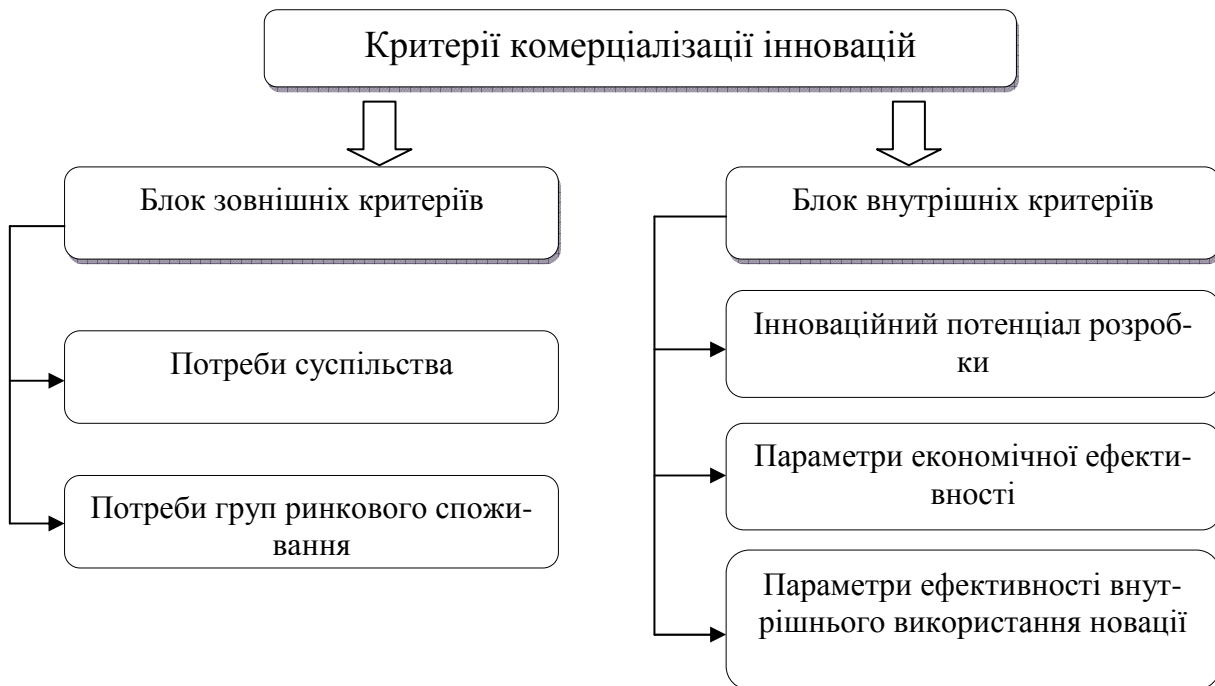 Критерії комерціалізації інновацій
Блок зовнішніх критеріїв
Потреби суспільства
Потреби груп ринкового спожи-
вання
Блок внутрішніх критеріїв
Інноваційний потенціал розроб-
ки
Параметри економічної ефекти-
вності
Параметри ефективності внут-
рішнього використання новації